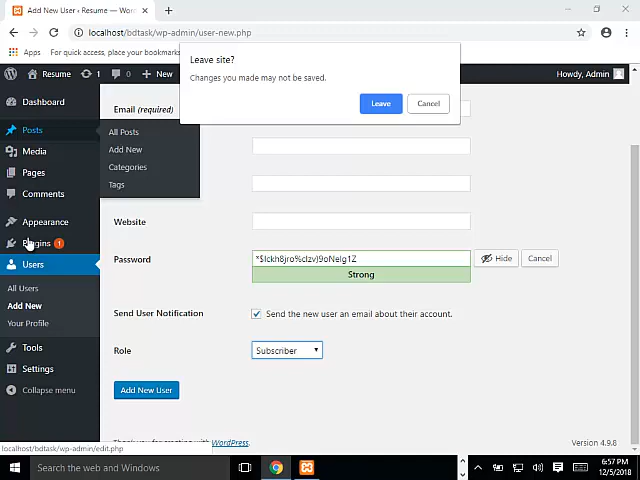 Add New User ‹ Resume — Wor
localhost/bdtask/wp-admin/user-new.php
Apps
For quick access, place your bookmarks
Leave site?
Changes you made may not be saved.
Leave
Cancel
Resume
1
0
New
Howdy, Admin
Dashboard
Posts
All Posts
Add New
Categories
Tags
Media
Pages
Comments
Appearance
Plugins 1
Users
All Users
Add New
Your Profile
Tools
Settings
Collapse menu
Email (required)
Website
Password
Strong
Hide
Cancel
Send User Notification
Send the new user an email about their account.
Role
Subscriber
Add New User
WordPress.
Version 4.9.8
localhost/bdtask/wp-admin/edit.php
Search the web and Windows
6:57 PM
12/5/2018